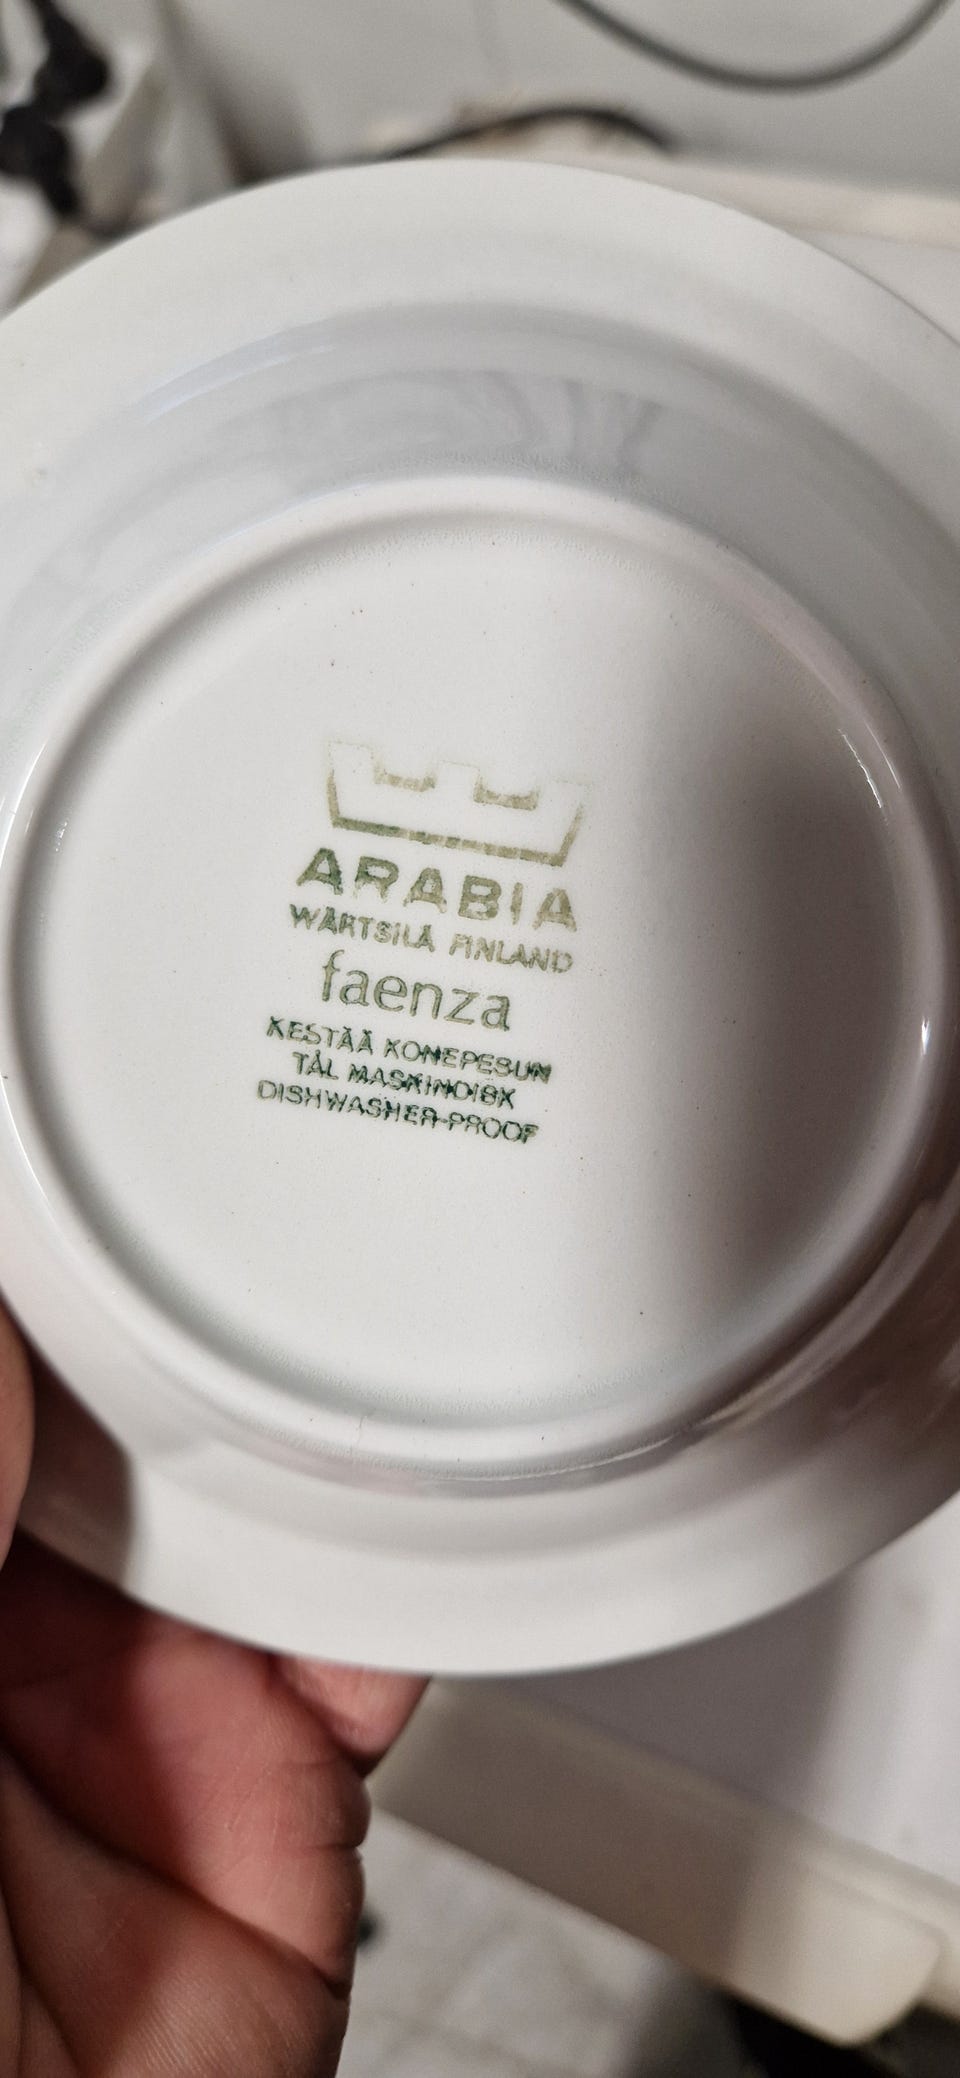 ARABIA
WÄRTSILÄ FINLAND
faenza
KESTÄÄ KONEPESUN
TÅL MASKINDISK
DISHWASHER-PROOF